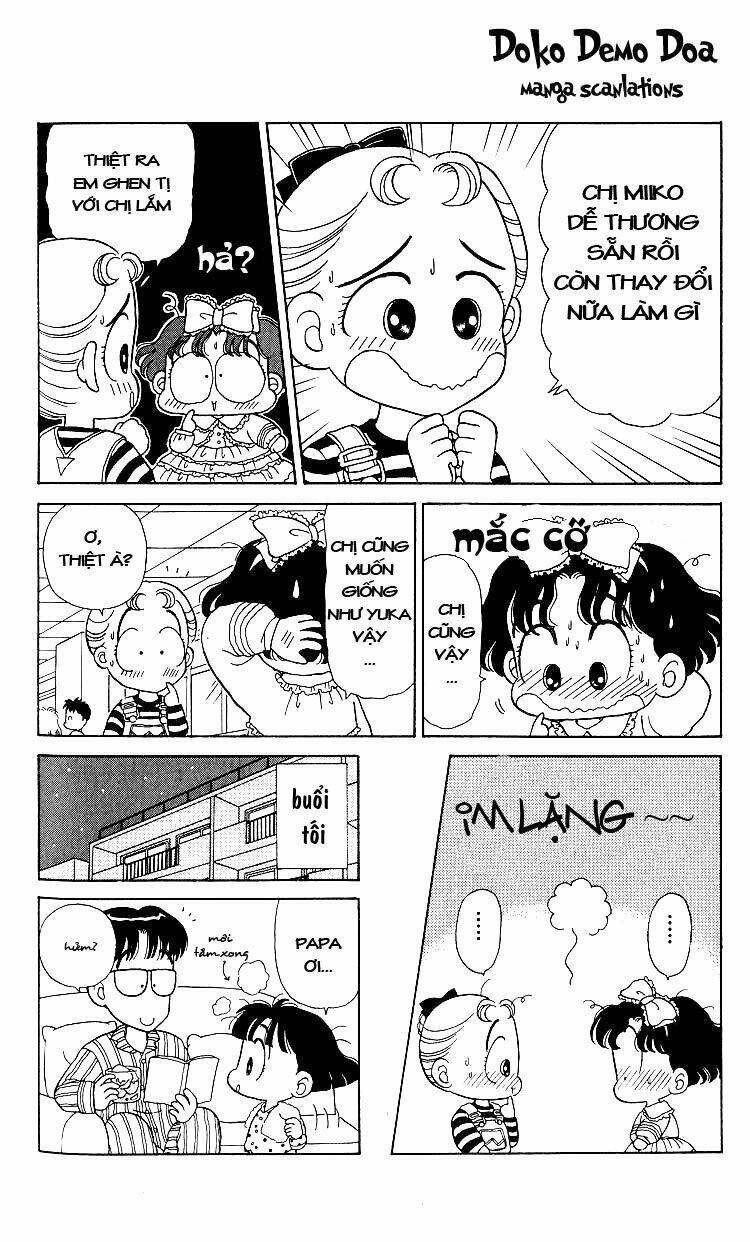 Doko Demo Doa
Manga Scanlations
CHỊ MIIKO
DỄ THƯƠNG
SẴN RỒI
CÒN THAY ĐỔI
NỮA LÀM GÌ
THIỆT RA
EM GHEN TỊ
VỚI CHỊ LẮM
hả?
mắc cỡ
CHỊ
CŨNG
VẬY
...
CHỊ CŨNG
MUỐN
GIỐNG
NHƯ YUKA
VẬY
...
Ơ,
THIỆT À?
iM LẶNG ~~
......
......
buổi
tối
PAPA
ƠI...
mới
tắm xong
hửm?